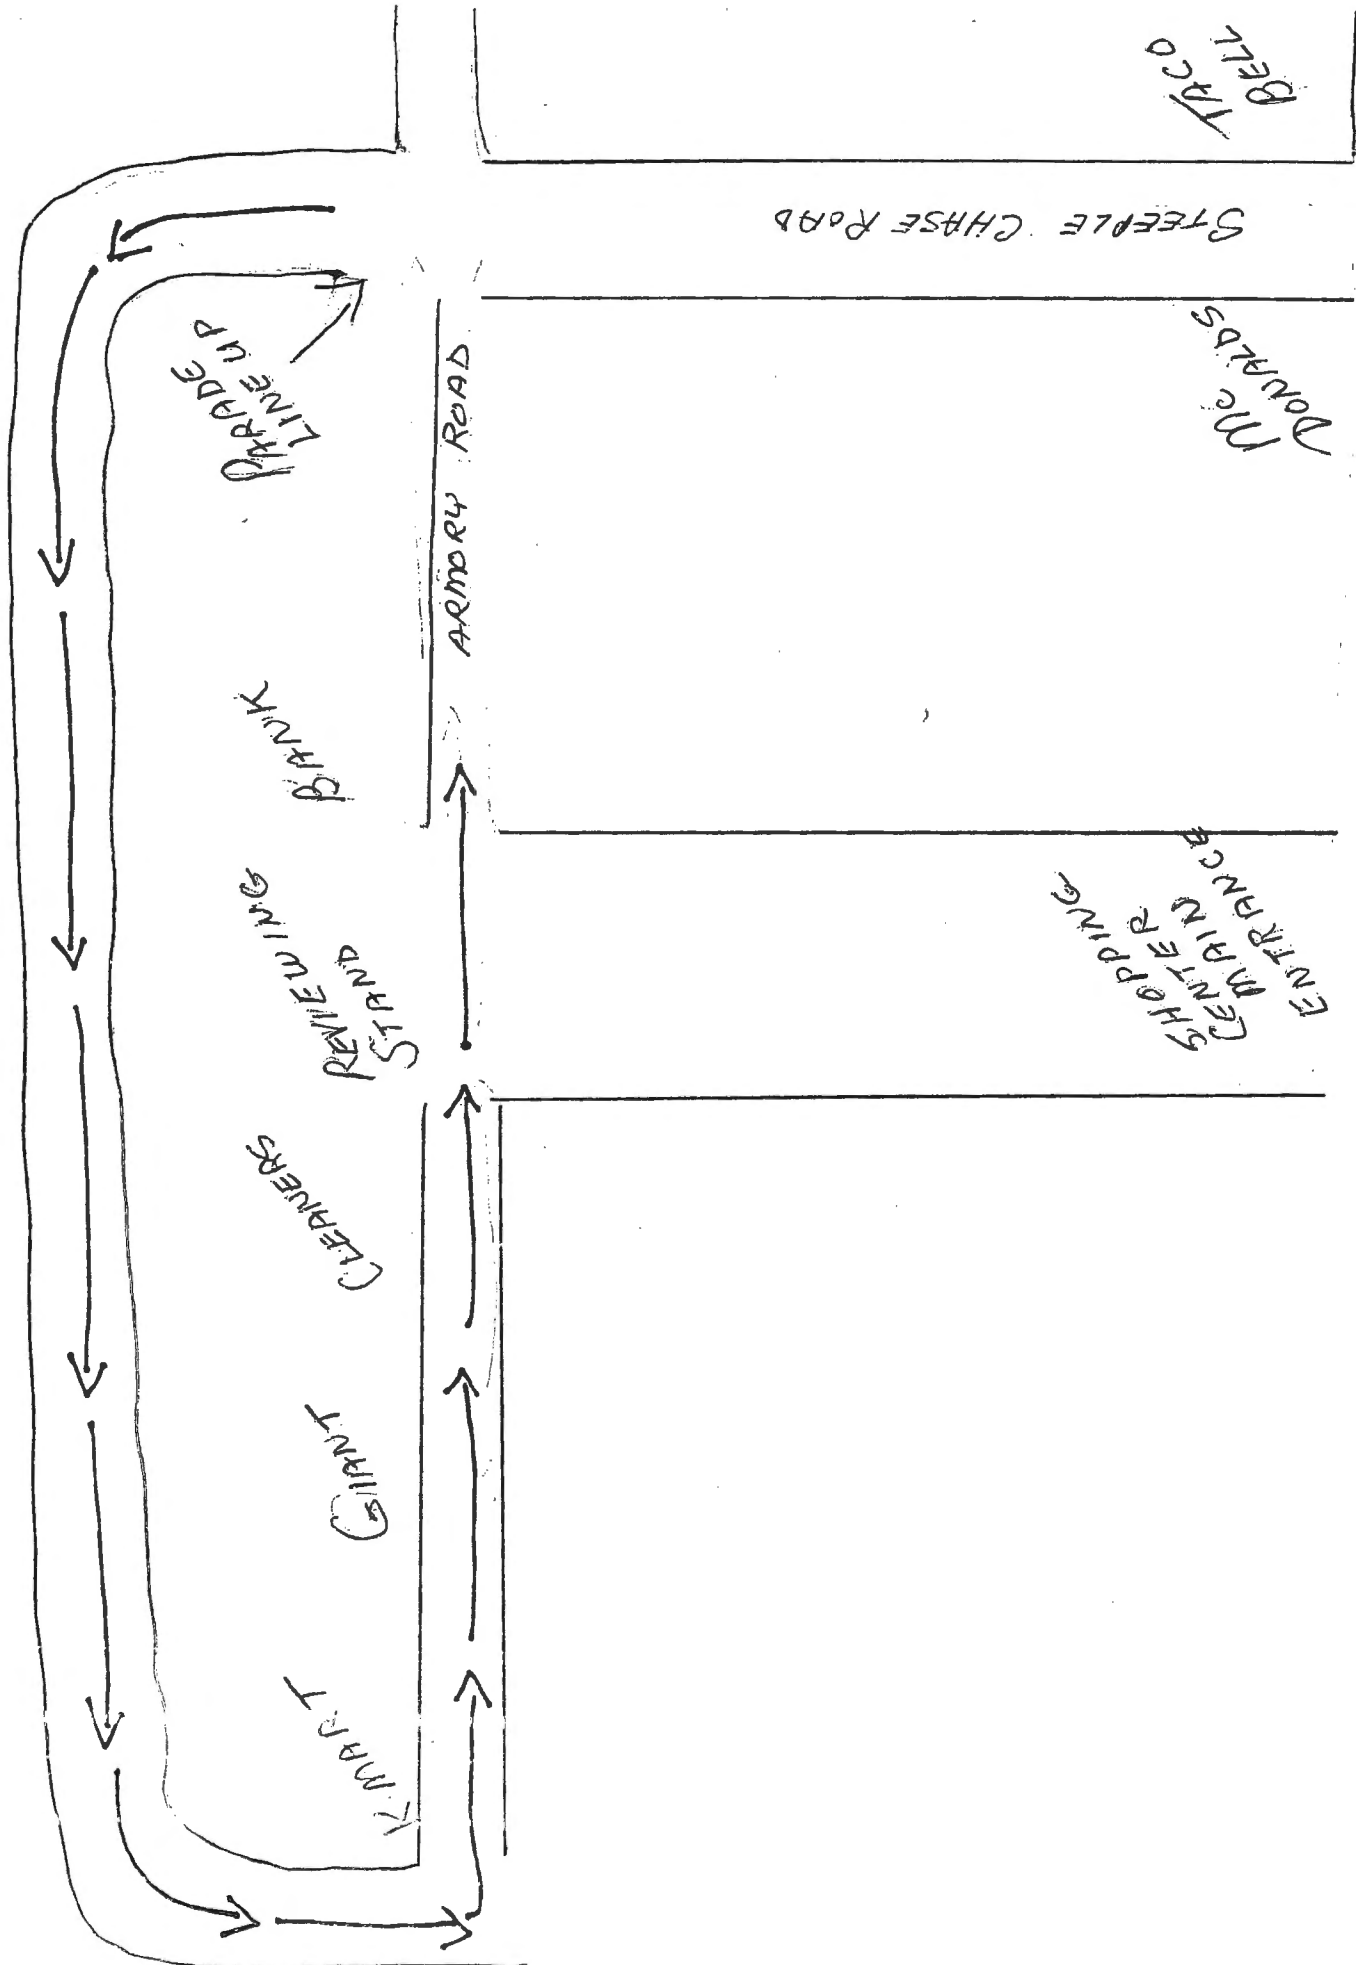 TACO
BELL
STEEPLE CHASE ROAD
PARADE
LINE UP
ARMORY ROAD
MC
DONALDS
BANK
REVIEWING
STAND
SHOPPING
CENTER
MAIN
ENTRANCE
CLEANERS
GIANT
K.MART